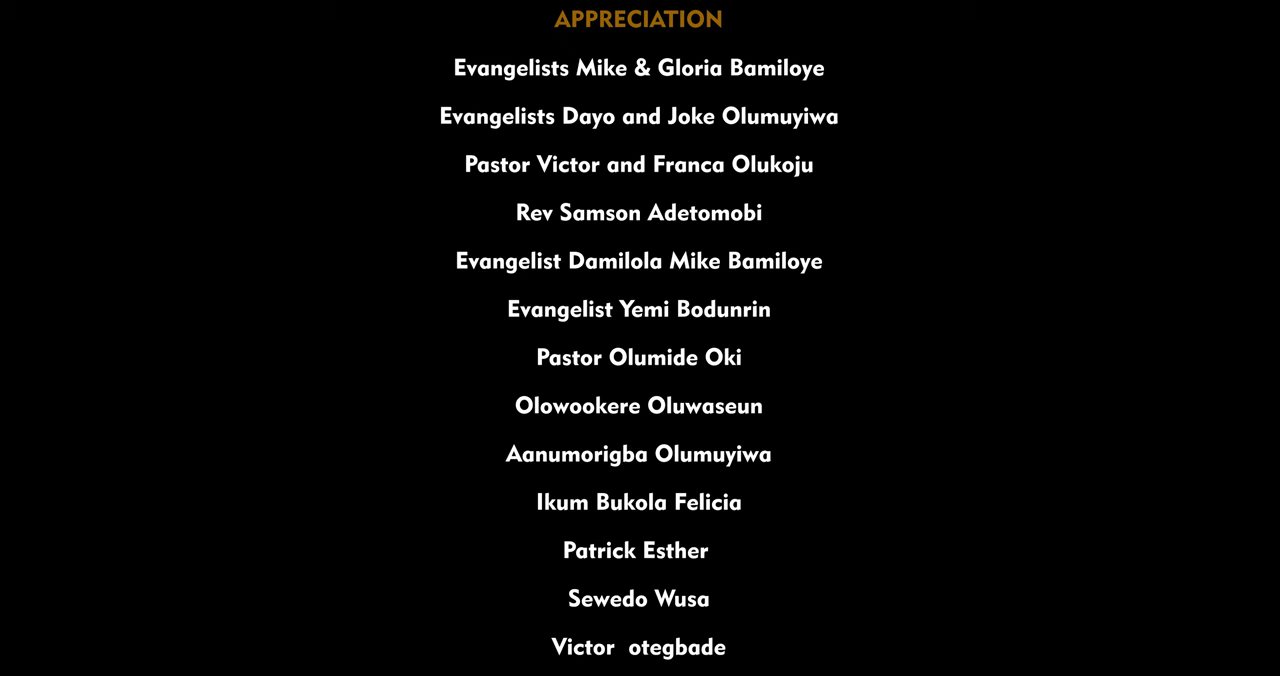 APPRECIATION
Evangelists Mike & Gloria Bamiloye
Evangelists Dayo and Joke Olumuyiwa
Pastor Victor and Franca Olukoju
Rev Samson Adetomobi
Evangelist Damilola Mike Bamiloye
Evangelist Yemi Bodunrin
Pastor Olumide Oki
Olowookere Oluwaseun
Aanumorigba Olumuyiwa
Ikum Bukola Felicia
Patrick Esther
Sewedo Wusa
Victor otegbade